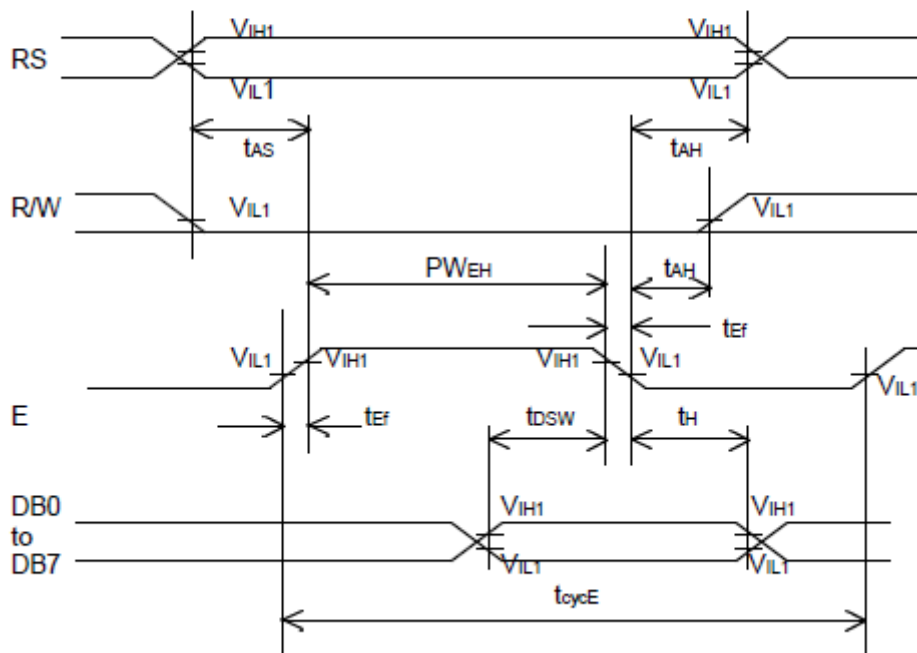 VIH1 VIH1
RS
VIL1 VIL1
tAS tAH
R/W VIL1 VIL1
PWEH tAH
tEf
VIL1 VIH1 VIH1 VIL1 VIL1
E tEf tDSW tH
DB0 VIH1 VIH1
to
DB7 VIL1 VIL1
tcycE